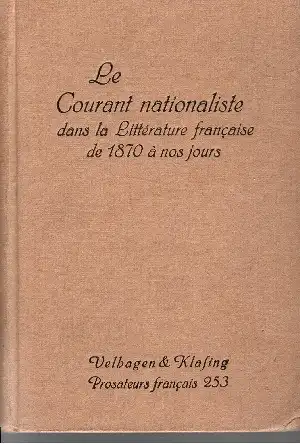 Le
Courant nationaliste
dans la Littérature française
de 1870 à nos jours
Velhagen & Klasing
Prosateurs français 253